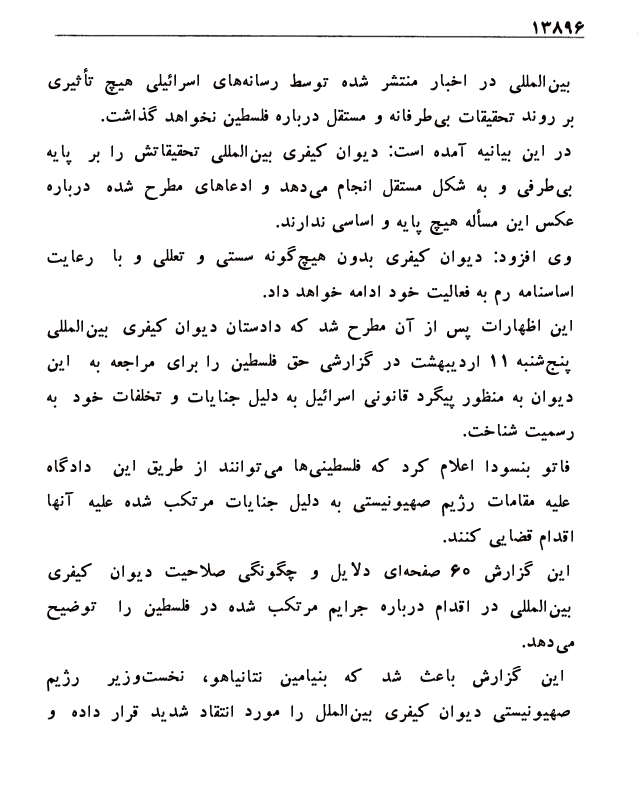 ۱۳۸۹۶
بین‌المللی در اخبار منتشر شده توسط رسانه‌های اسرائیلی هیچ تأثیری
بر روند تحقیقات بی‌طرفانه و مستقل درباره فلسطین نخواهد گذاشت.
در این بیانیه آمده است: دیوان کیفری بین‌المللی تحقیقاتش را بر پایه
بی‌طرفی و به شکل مستقل انجام می‌دهد و ادعاهای مطرح شده درباره
عکس این مسأله هیچ پایه و اساسی ندارند.
وی افزود: دیوان کیفری بدون هیچ‌گونه سستی و تعللی و با رعایت
اساسنامه رم به فعالیت خود ادامه خواهد داد.
این اظهارات پس از آن مطرح شد که دادستان دیوان کیفری بین‌المللی
پنج‌شنبه ۱۱ اردیبهشت در گزارشی حق فلسطین را برای مراجعه به این
دیوان به منظور پیگرد قانونی اسرائیل به دلیل جنایات و تخلفات خود به
رسمیت شناخت.
فاتو بنسودا اعلام کرد که فلسطینی‌ها می‌توانند از طریق این دادگاه
علیه مقامات رژیم صهیونیستی به دلیل جنایات مرتکب شده علیه آنها
اقدام قضایی کنند.
این گزارش ۶۰ صفحه‌ای دلایل و چگونگی صلاحیت دیوان کیفری
بین‌المللی در اقدام درباره جرایم مرتکب شده در فلسطین را توضیح
می‌دهد.
این گزارش باعث شد که بنیامین نتانیاهو، نخست‌وزیر رژیم
صهیونیستی دیوان کیفری بین‌الملل را مورد انتقاد شدید قرار داده و